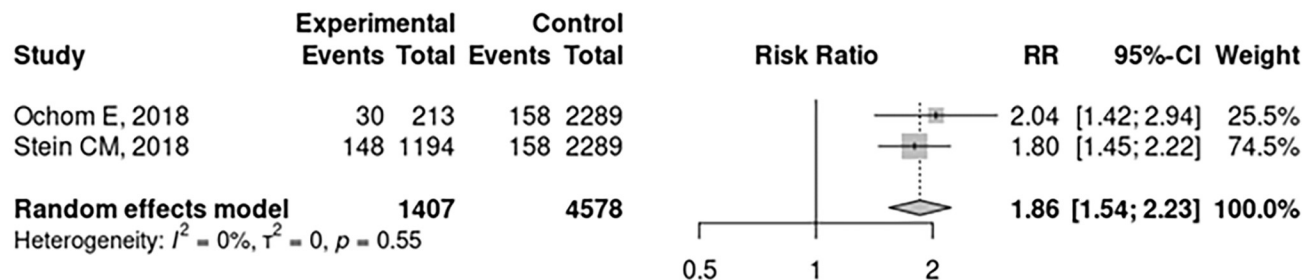 Experimental Control
Study Events Total Events Total Risk Ratio RR 95%-CI Weight
Ochom E, 2018 30 213 158 2289 2.04 [1.42; 2.94] 25.5%
Stein CM, 2018 148 1194 158 2289 1.80 [1.45; 2.22] 74.5%
Random effects model 1407 4578 1.86 [1.54; 2.23] 100.0%
Heterogeneity: I² = 0%, τ² = 0, p = 0.55
0.5 1 2